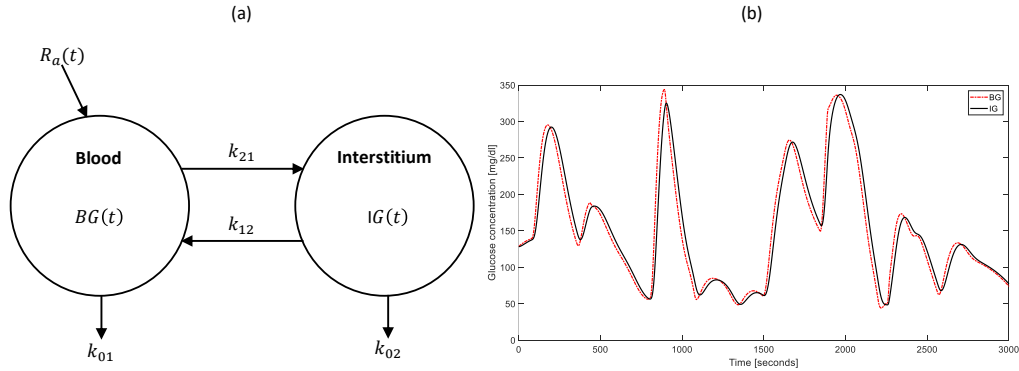 (a)
R_a(t)
Blood
BG(t)
k_21
k_12
Interstitium
IG(t)
k_01
k_02
(b)
Glucose concentration [mg/dl]
350
300
250
200
150
100
50
0
0 500 1000 1500 2000 2500 3000
Time [seconds]
BG
IG